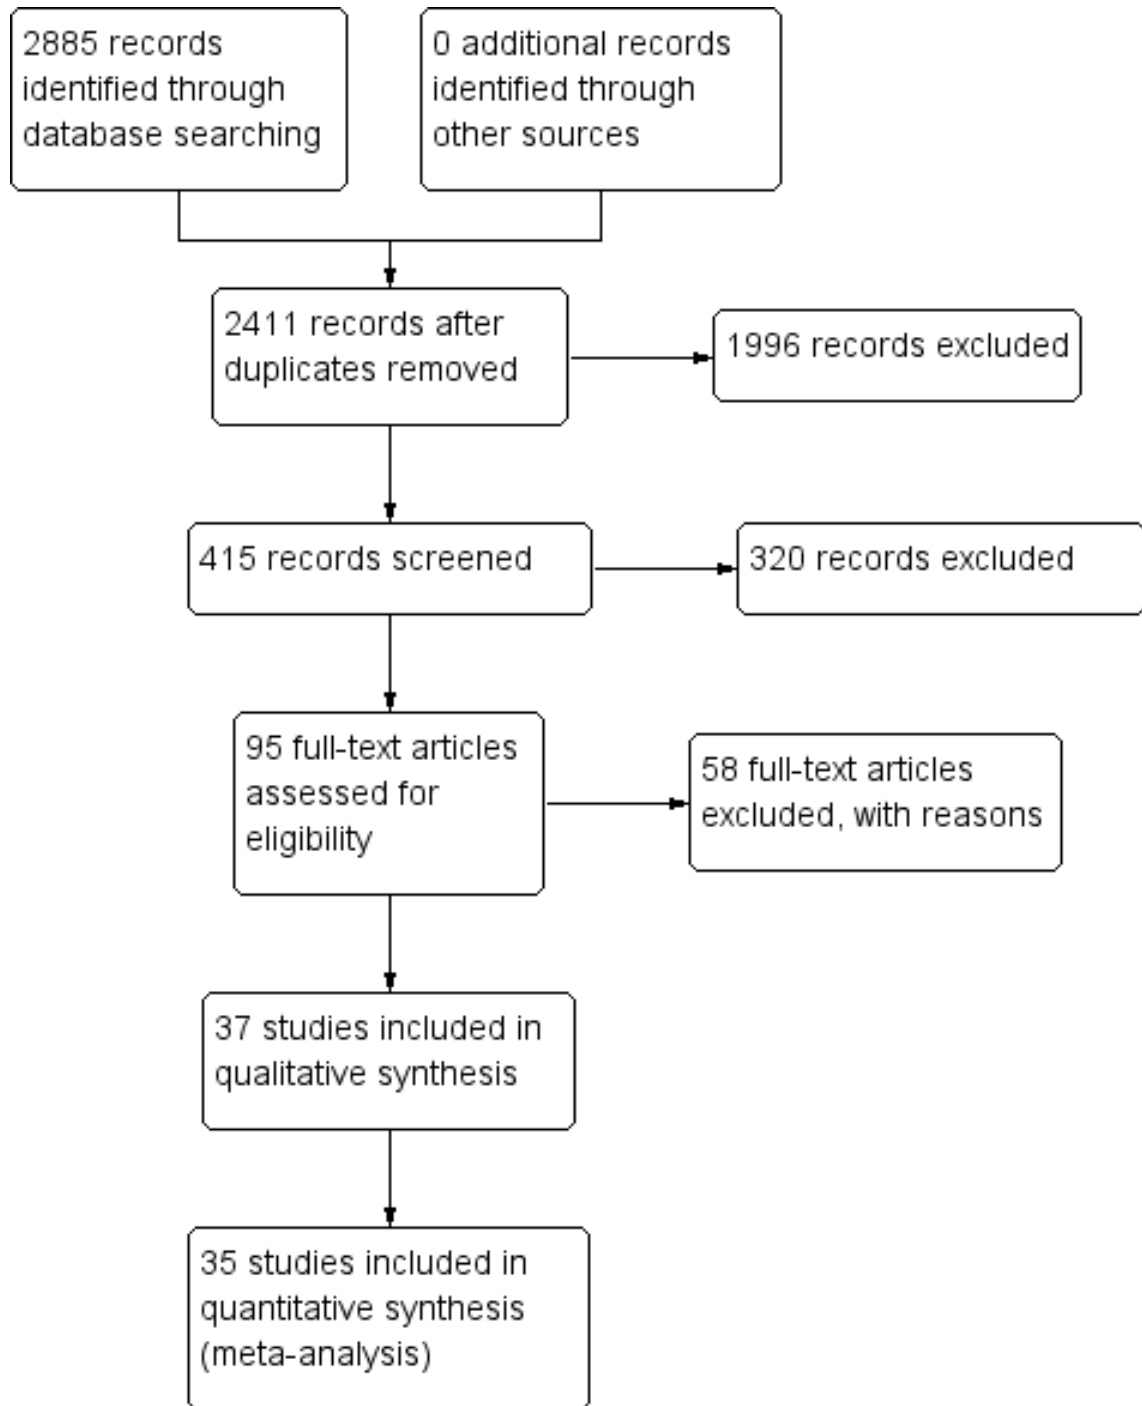 2885 records
identified through
database searching
0 additional records
identified through
other sources
2411 records after
duplicates removed
1996 records excluded
415 records screened
320 records excluded
95 full-text articles
assessed for
eligibility
58 full-text articles
excluded, with reasons
37 studies included in
qualitative synthesis
35 studies included in
quantitative synthesis
(meta-analysis)